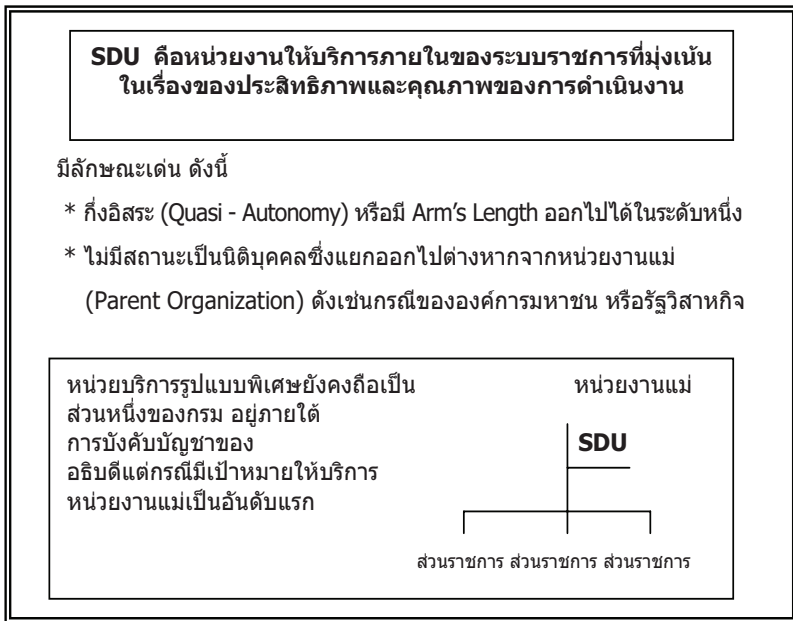 SDU คือหน่วยงานให้บริการภายในของระบบราชการที่มุ่งเน้น
ในเรื่องของประสิทธิภาพและคุณภาพของการดำเนินงาน
มีลักษณะเด่น ดังนี้
* กึ่งอิสระ (Quasi - Autonomy) หรือมี Arm's Length ออกไปได้ในระดับหนึ่ง
* ไม่มีสถานะเป็นนิติบุคคลซึ่งแยกออกไปต่างหากจากหน่วยงานแม่
(Parent Organization) ดังเช่นกรณีขององค์การมหาชน หรือรัฐวิสาหกิจ
หน่วยบริการรูปแบบพิเศษยังคงถือเป็น
ส่วนหนึ่งของกรม อยู่ภายใต้
การบังคับบัญชาของ
อธิบดีแต่กรณีมีเป้าหมายให้บริการ
หน่วยงานแม่เป็นอันดับแรก
หน่วยงานแม่
SDU
ส่วนราชการ ส่วนราชการ ส่วนราชการ